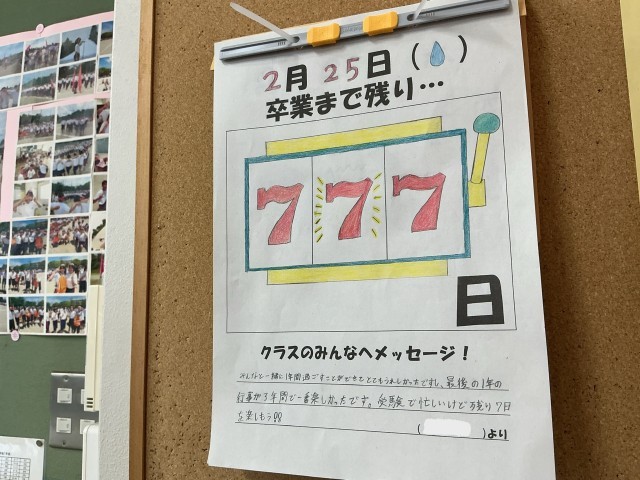 2月 25日(💧)
卒業まで残り…
777
日
クラスのみんなへメッセージ!
みんなと一緒に1年間過ごすことができてとてもうれしかったですし、最後の1年の
行事が3年間で一番楽しかったです。受験で忙しいけど残り7日
を楽しもう
( )より